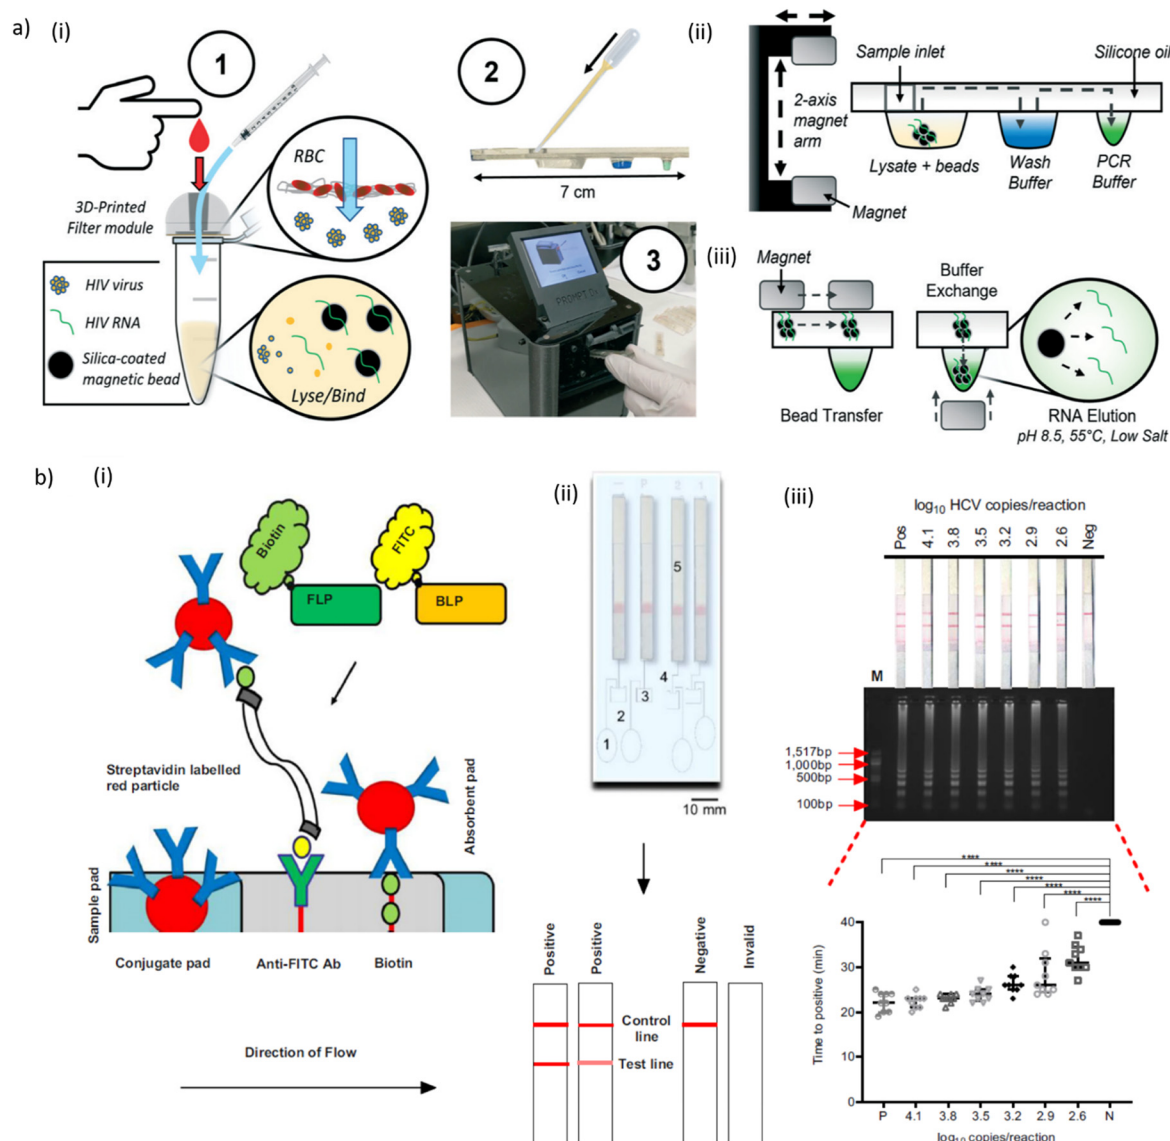 a)
(i)
1
RBC
3D-Printed
Filter module
HIV virus
HIV RNA
Silica-coated
magnetic bead
Lyse/Bind
2
7 cm
3
(ii)
Sample inlet
Silicone oil
2-axis
magnet
arm
Lysate + beads
Wash
Buffer
PCR
Buffer
Magnet
(iii)
Magnet
Buffer
Exchange
Bead Transfer
RNA Elution
pH 8.5, 55°C, Low Salt
b)
(i)
Biotin
FITC
FLP
BLP
Streptavidin labelled
red particle
Absorbent pad
Sample pad
Conjugate pad
Anti-FITC Ab
Biotin
Direction of Flow
(ii)
P
2
1
5
4
3
2
1
10 mm
Positive
Positive
Negative
Invalid
Control
line
Test line
(iii)
log10 HCV copies/reaction
Pos
4.1
3.8
3.5
3.2
2.9
2.6
Neg
M
1,517bp
1,000bp
500bp
100bp
****
****
****
****
****
****
****
Time to positive (min)
40
30
20
10
0
P
4.1
3.8
3.5
3.2
2.9
2.6
N
log10 copies/reaction